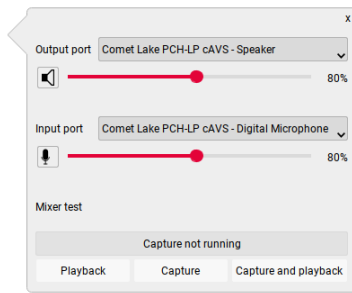 x
Output port
Comet Lake PCH-LP cAVS - Speaker
80%
Input port
Comet Lake PCH-LP cAVS - Digital Microphone
80%
Mixer test
Capture not running
Playback
Capture
Capture and playback